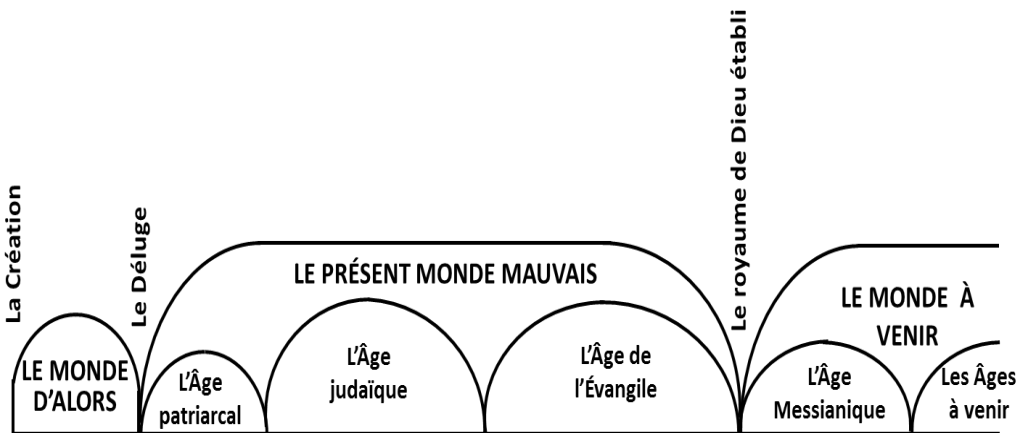 La Création
Le Déluge
Le royaume de Dieu établi
LE PRÉSENT MONDE MAUVAIS
LE MONDE À
VENIR
LE MONDE
D'ALORS
L'Âge
patriarcal
L'Âge
judaïque
L'Âge de
l'Évangile
L'Âge
Messianique
Les Âges
à venir